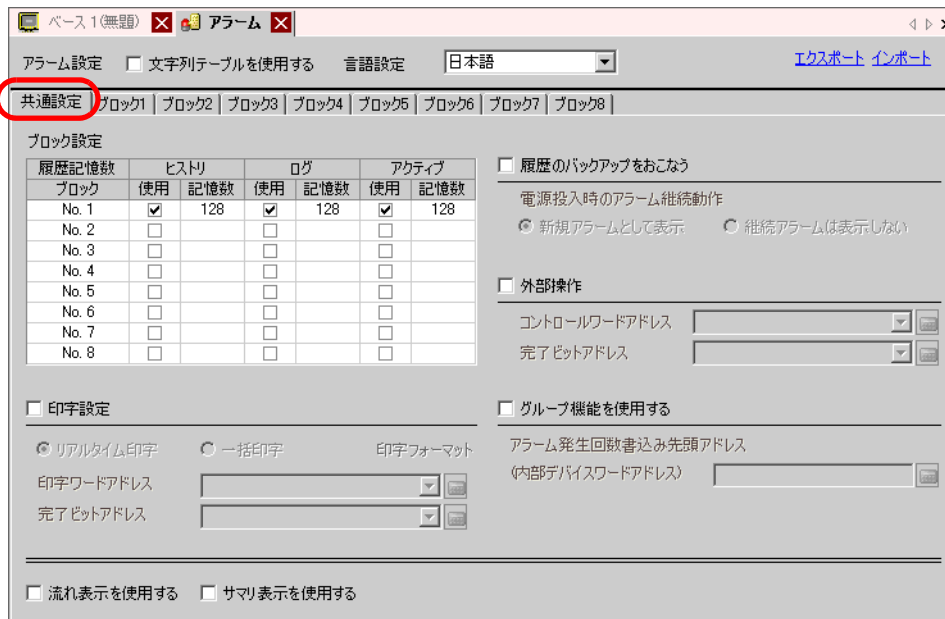 ベース 1(無題) アラーム
アラーム設定 文字列テーブルを使用する 言語設定 日本語 エクスポート インポート
共通設定 ブロック1 ブロック2 ブロック3 ブロック4 ブロック5 ブロック6 ブロック7 ブロック8
ブロック設定
履歴記憶数 ヒストリ ログ アクティブ
ブロック 使用 記憶数 使用 記憶数 使用 記憶数
No. 1 128 128 128
No. 2
No. 3
No. 4
No. 5
No. 6
No. 7
No. 8
履歴のバックアップをおこなう
電源投入時のアラーム継続動作
新規アラームとして表示 継続アラームは表示しない
外部操作
コントロールワードアドレス
完了ビットアドレス
印字設定
リアルタイム印字 一括印字 印字フォーマット
印字ワードアドレス
完了ビットアドレス
グループ機能を使用する
アラーム発生回数書込み先頭アドレス
(内部デバイスワードアドレス)
流れ表示を使用する サマリ表示を使用する